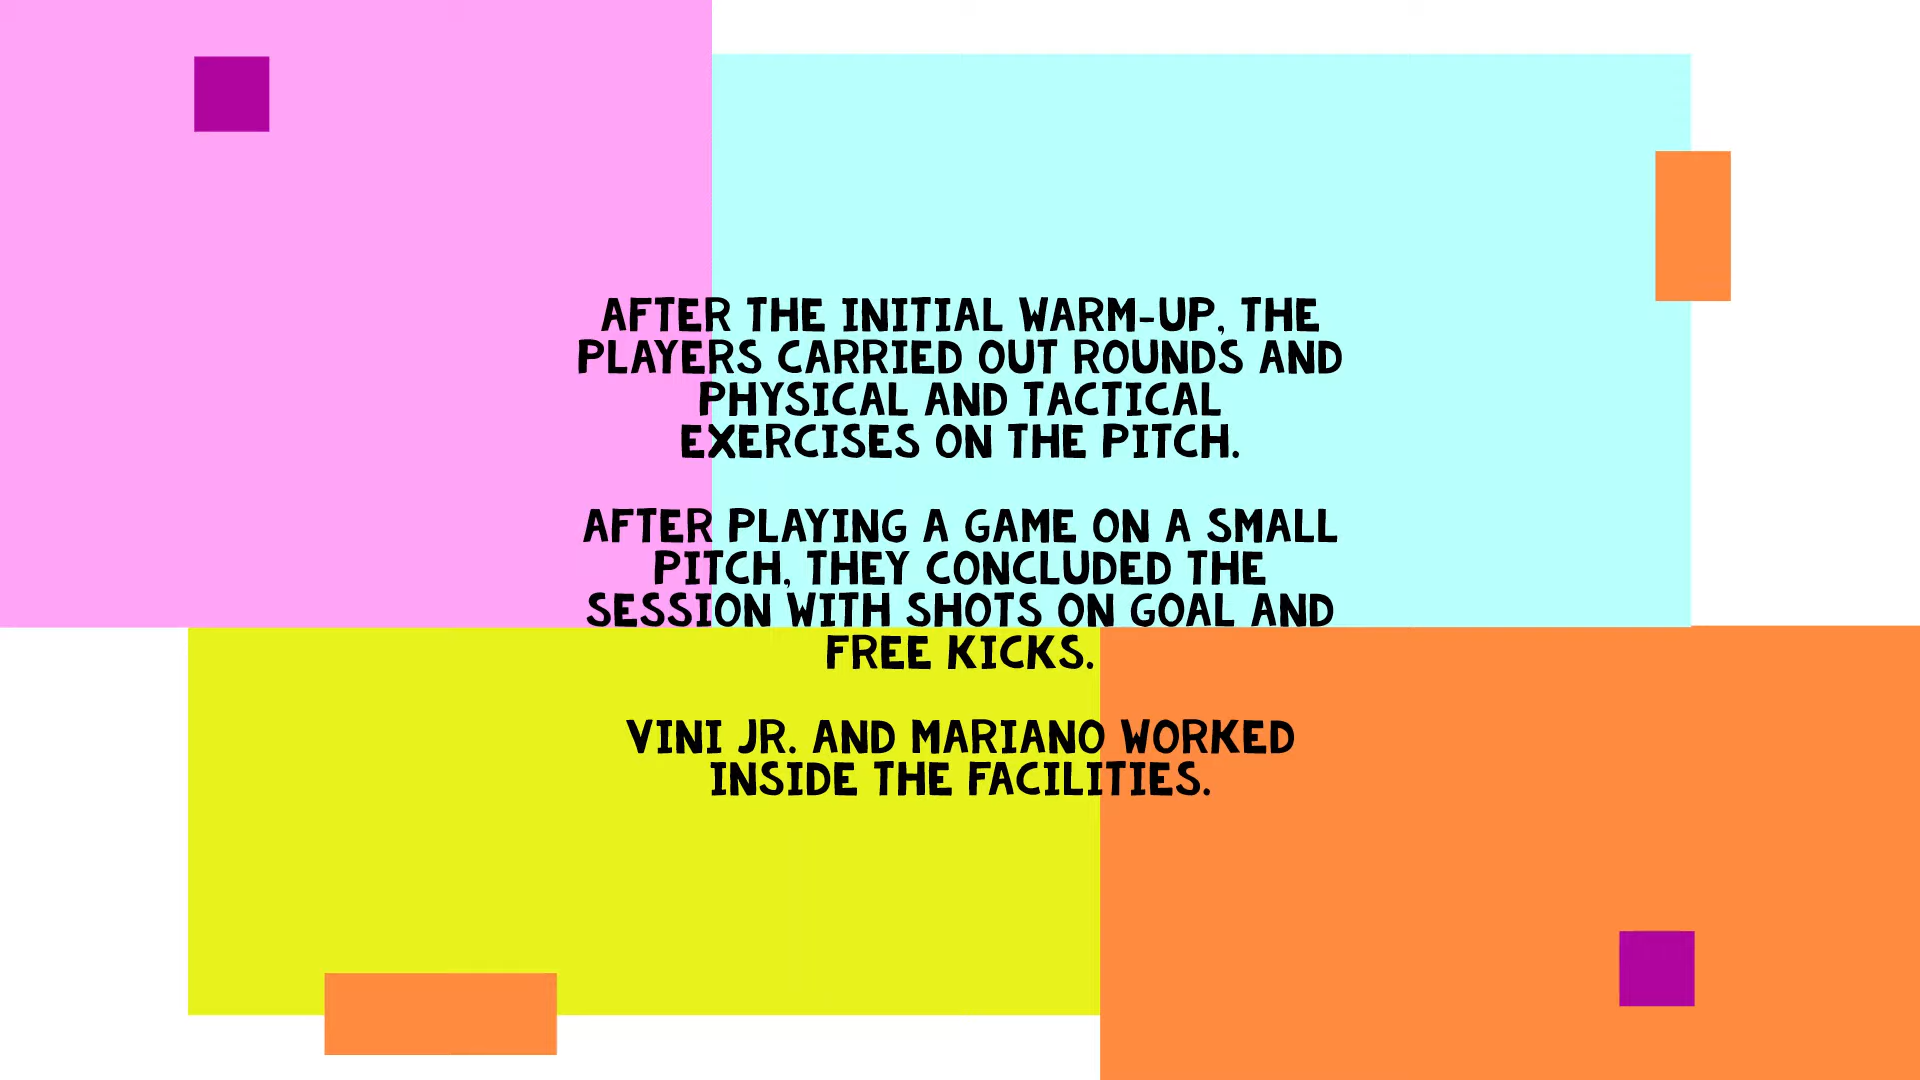 AFTER THE INITIAL WARM-UP, THE
PLAYERS CARRIED OUT ROUNDS AND
PHYSICAL AND TACTICAL
EXERCISES ON THE PITCH.
AFTER PLAYING A GAME ON A SMALL
PITCH, THEY CONCLUDED THE
SESSION WITH SHOTS ON GOAL AND
FREE KICKS.
VINI JR. AND MARIANO WORKED
INSIDE THE FACILITIES.